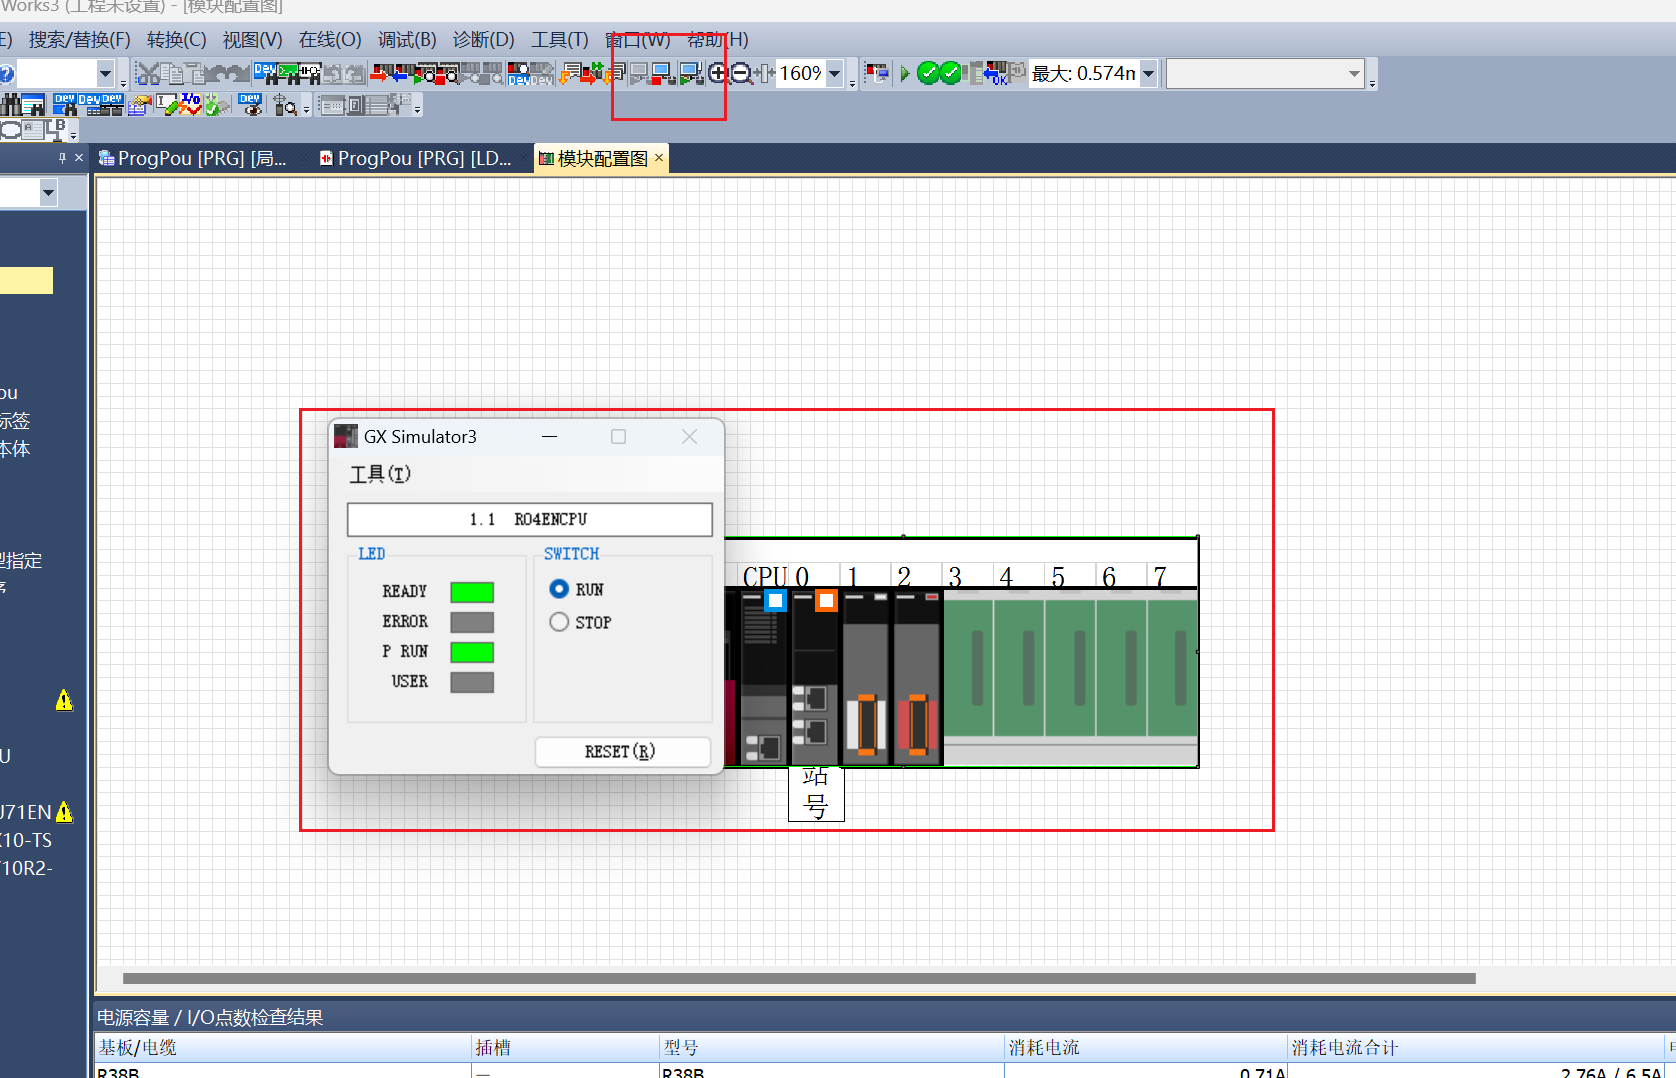 Works3 (工程未设置) - [模块配置图]
E) 搜索/替换(F) 转换(C) 视图(V) 在线(O) 调试(B) 诊断(D) 工具(T) 窗口(W) 帮助(H)
160%
最大: 0.574m
ProgPou [PRG] [局...
ProgPou [PRG] [LD...
模块配置图
ou
标签
本体
型指定
序
U
J71EN
X10-TS
10R2-
GX Simulator3
工具(T)
1.1 R04ENCPU
LED
SWITCH
READY
ERROR
P RUN
USER
RUN
STOP
RESET(R)
CPU 0 1 2 3 4 5 6 7
站
号
电源容量 / I/O点数检查结果
基板/电缆 插槽 型号 消耗电流 消耗电流合计
R38B — R38B 0.71A 2.76A / 6.5A